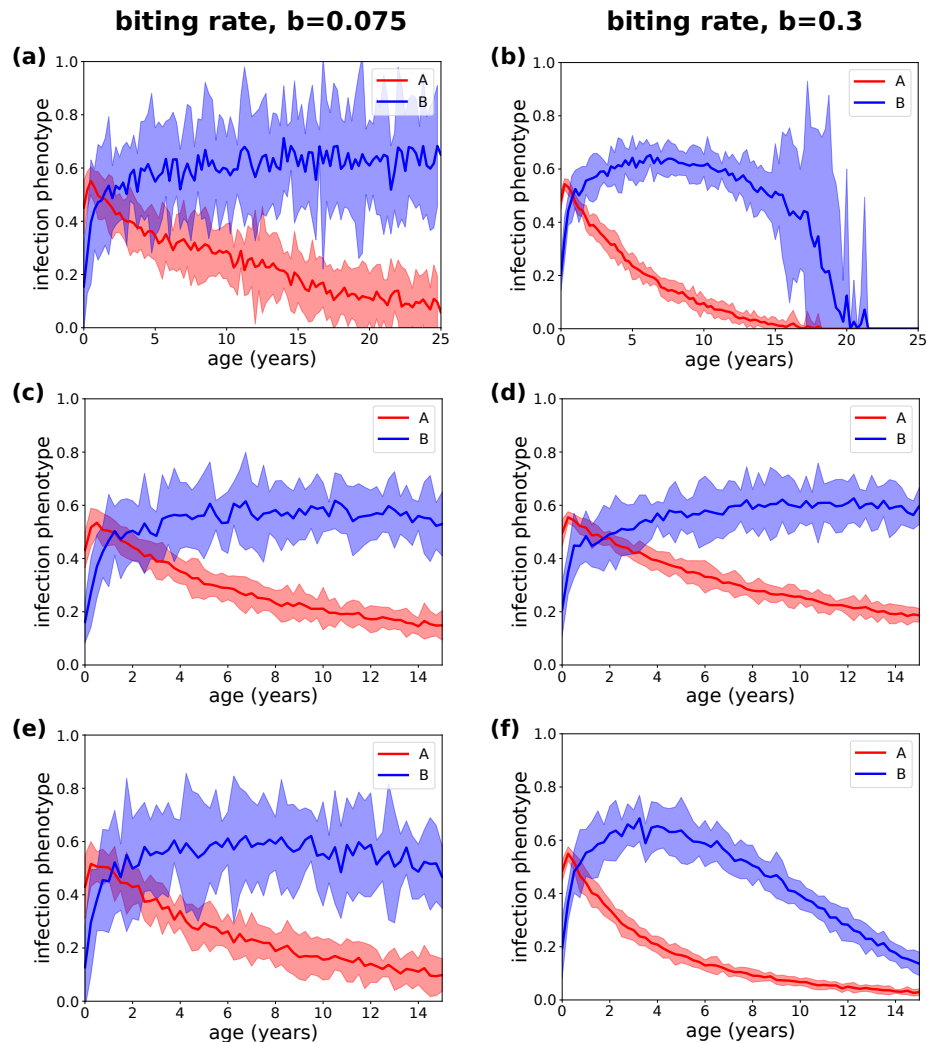 biting rate, b=0.075
biting rate, b=0.3
(a)
infection phenotype
1.0
0.8
0.6
0.4
0.2
0.0
A
B
0
5
10
15
20
25
age (years)
(b)
infection phenotype
1.0
0.8
0.6
0.4
0.2
0.0
A
B
0
5
10
15
20
25
age (years)
(c)
infection phenotype
1.0
0.8
0.6
0.4
0.2
0.0
A
B
0
2
4
6
8
10
12
14
age (years)
(d)
infection phenotype
1.0
0.8
0.6
0.4
0.2
0.0
A
B
0
2
4
6
8
10
12
14
age (years)
(e)
infection phenotype
1.0
0.8
0.6
0.4
0.2
0.0
A
B
0
2
4
6
8
10
12
14
age (years)
(f)
infection phenotype
1.0
0.8
0.6
0.4
0.2
0.0
A
B
0
2
4
6
8
10
12
14
age (years)